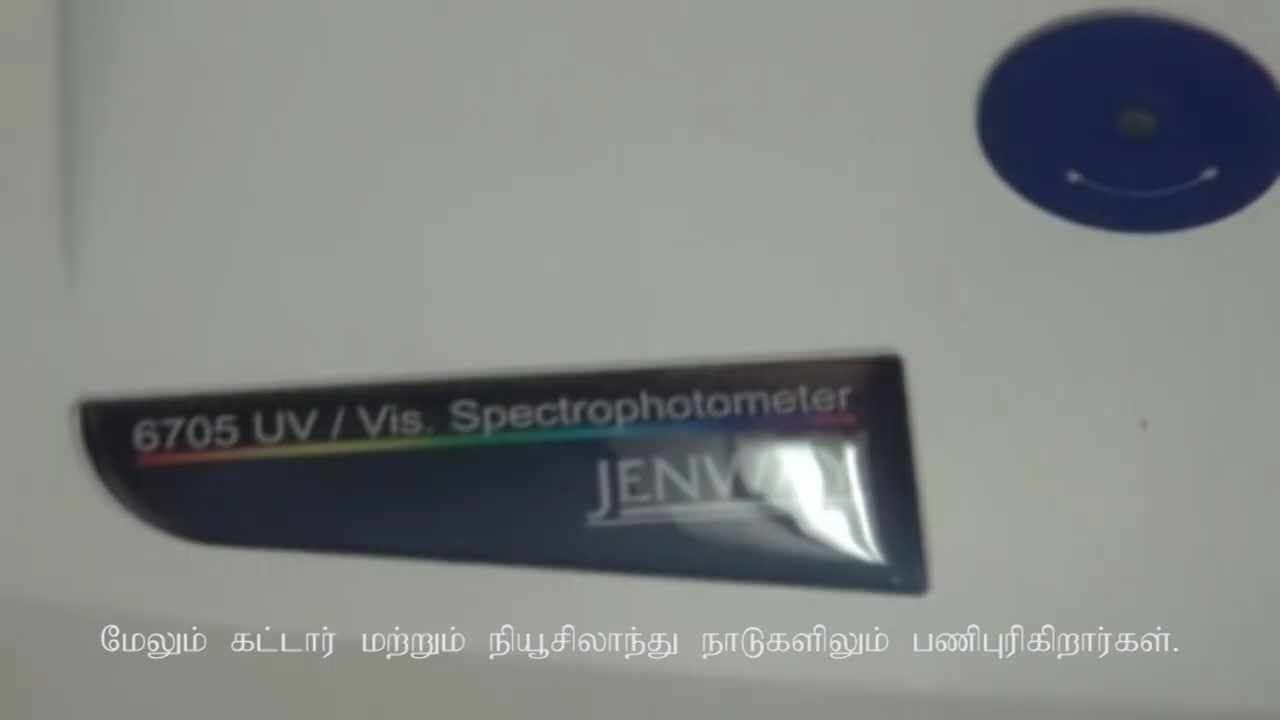 6705 UV / Vis. Spectrophotometer
JENWAY
மேலும் கட்டார் மற்றும் நியூசிலாந்து நாடுகளிலும் பணிபுரிகிறார்கள்.